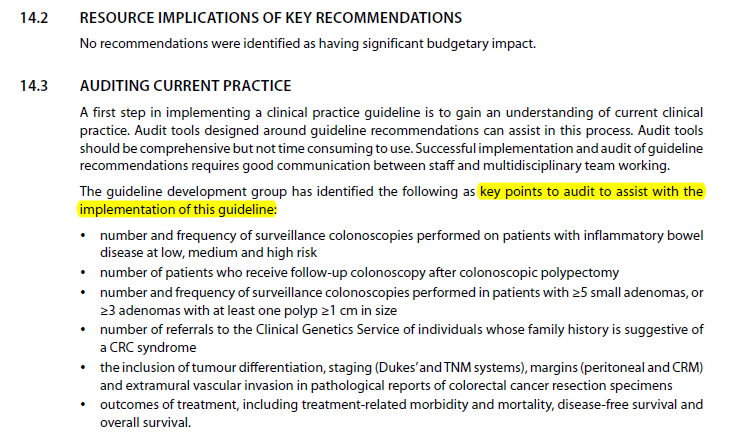 14.2 RESOURCE IMPLICATIONS OF KEY RECOMMENDATIONS
No recommendations were identified as having significant budgetary impact.
14.3 AUDITING CURRENT PRACTICE
A first step in implementing a clinical practice guideline is to gain an understanding of current clinical
practice. Audit tools designed around guideline recommendations can assist in this process. Audit tools
should be comprehensive but not time consuming to use. Successful implementation and audit of guideline
recommendations requires good communication between staff and multidisciplinary team working.
The guideline development group has identified the following as key points to audit to assist with the
implementation of this guideline:
• number and frequency of surveillance colonoscopies performed on patients with inflammatory bowel
disease at low, medium and high risk
• number of patients who receive follow-up colonoscopy after colonoscopic polypectomy
• number and frequency of surveillance colonoscopies performed in patients with ≥5 small adenomas, or
≥3 adenomas with at least one polyp ≥1 cm in size
• number of referrals to the Clinical Genetics Service of individuals whose family history is suggestive of
a CRC syndrome
• the inclusion of tumour differentiation, staging (Dukes' and TNM systems), margins (peritoneal and CRM)
and extramural vascular invasion in pathological reports of colorectal cancer resection specimens
• outcomes of treatment, including treatment-related morbidity and mortality, disease-free survival and
overall survival.